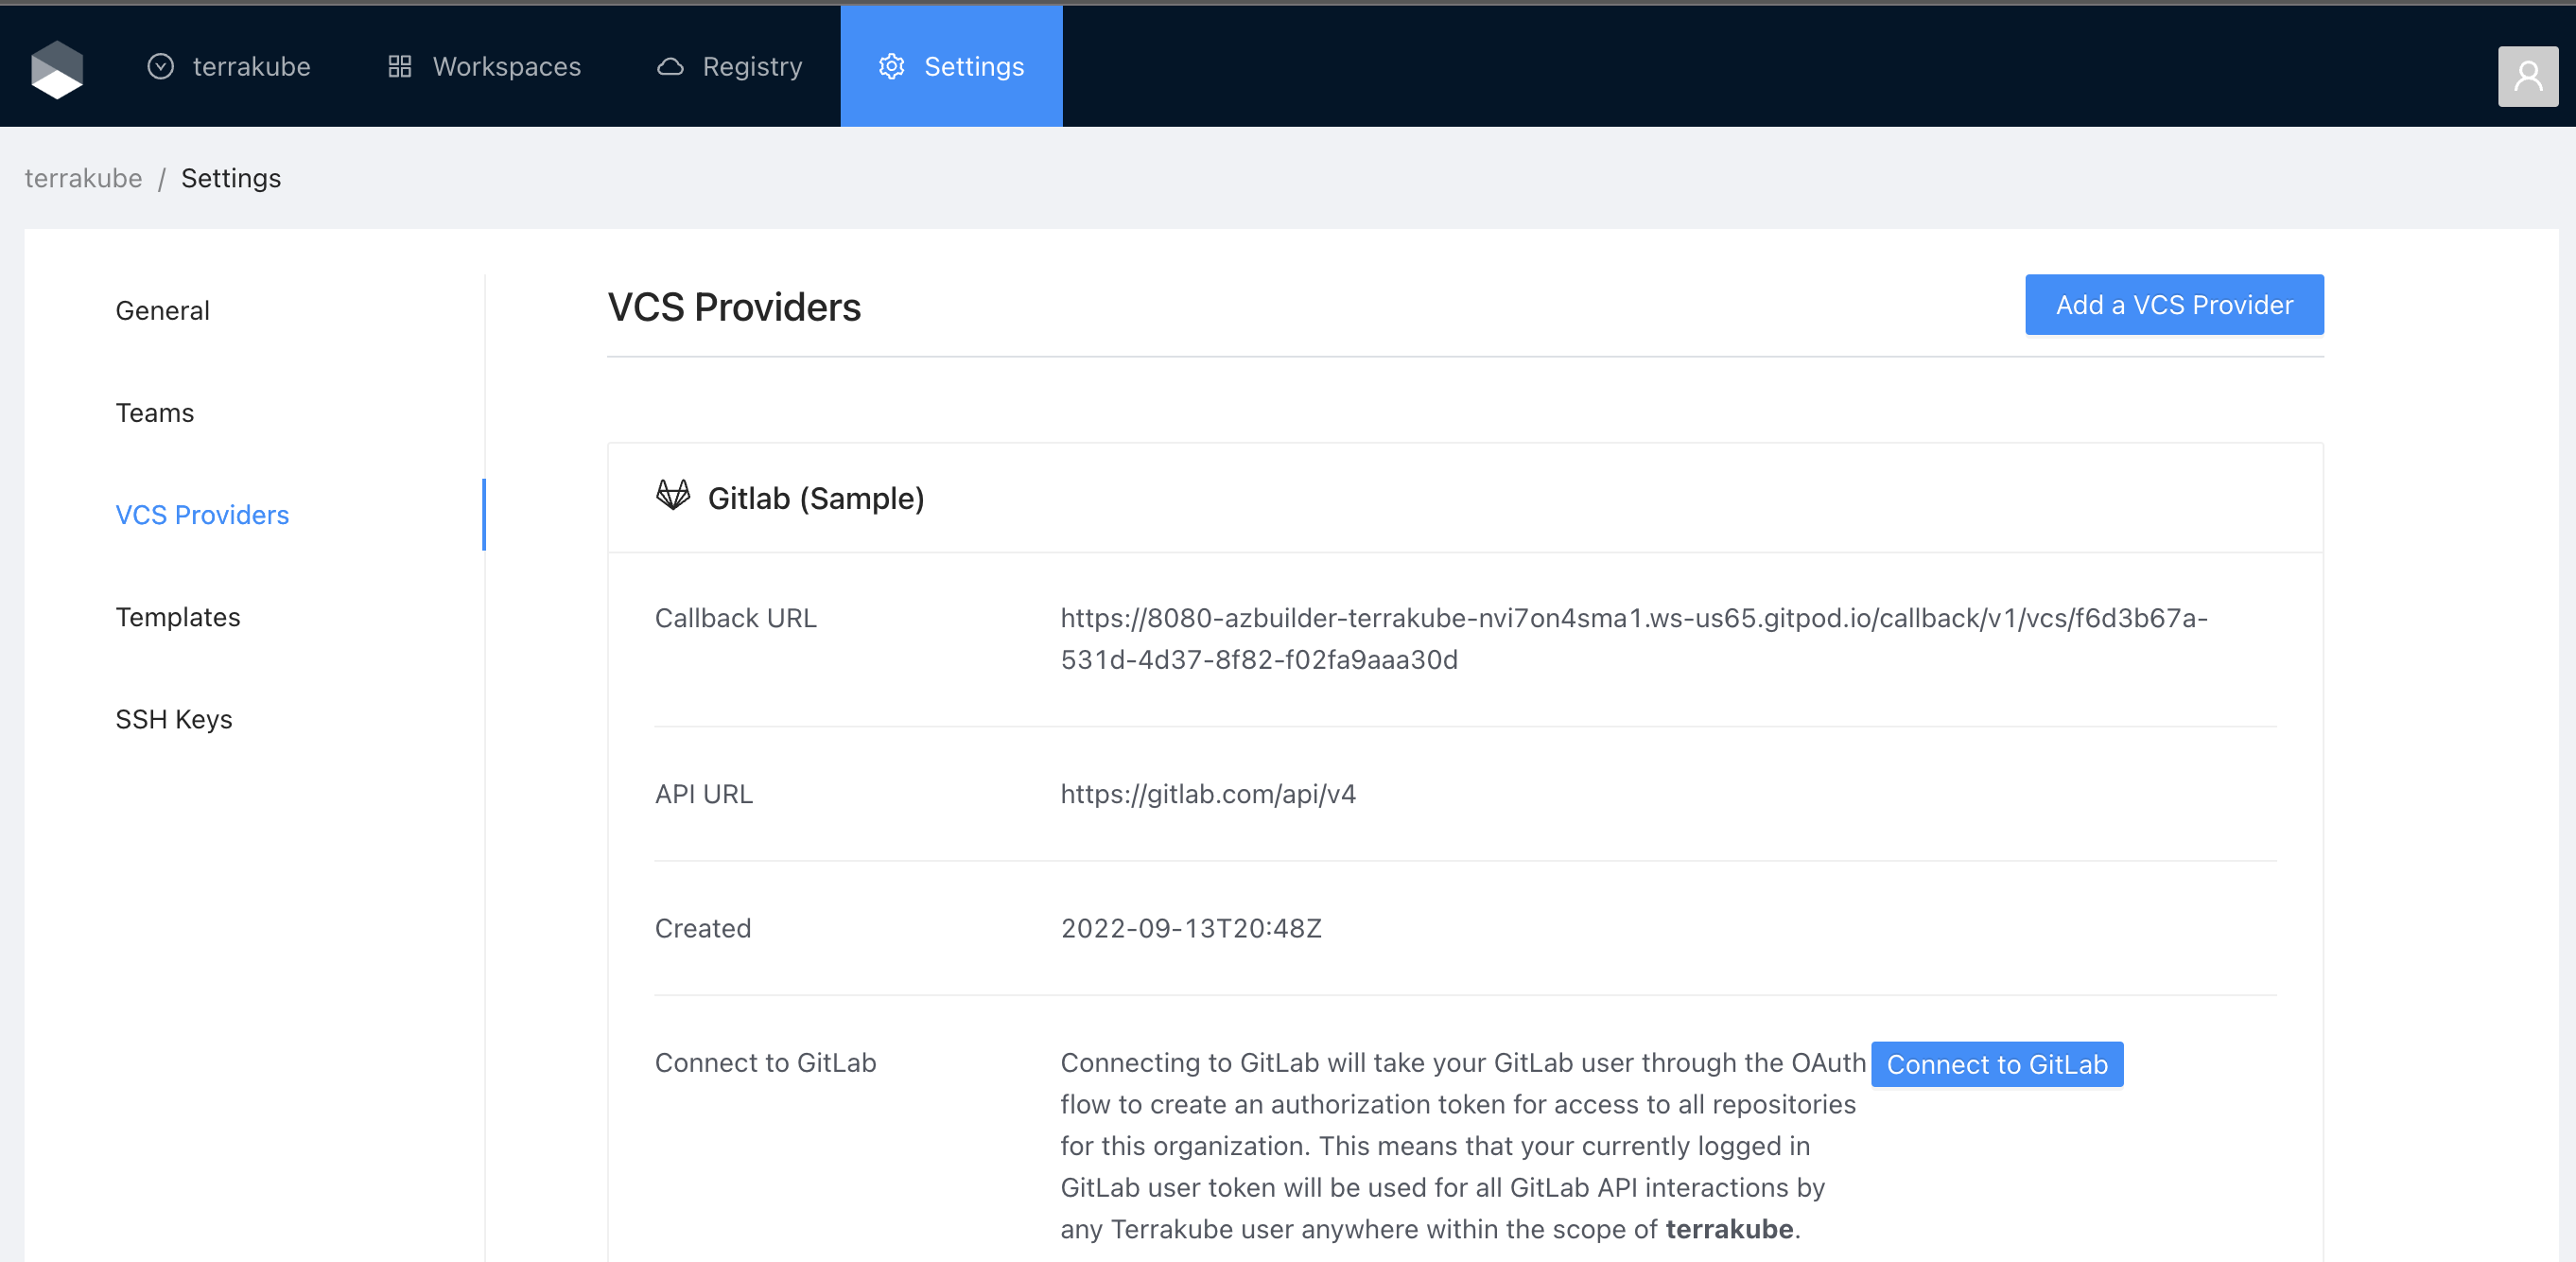 terrakube
Workspaces
Registry
Settings
terrakube / Settings
General
Teams
VCS Providers
Templates
SSH Keys
VCS Providers
Add a VCS Provider
Gitlab (Sample)
Callback URL
https://8080-azbuilder-terrakube-nvi7on4sma1.ws-us65.gitpod.io/callback/v1/vcs/f6d3b67a-
531d-4d37-8f82-f02fa9aaa30d
API URL
https://gitlab.com/api/v4
Created
2022-09-13T20:48Z
Connect to GitLab
Connecting to GitLab will take your GitLab user through the OAuth
flow to create an authorization token for access to all repositories
for this organization. This means that your currently logged in
GitLab user token will be used for all GitLab API interactions by
any Terrakube user anywhere within the scope of terrakube.
Connect to GitLab